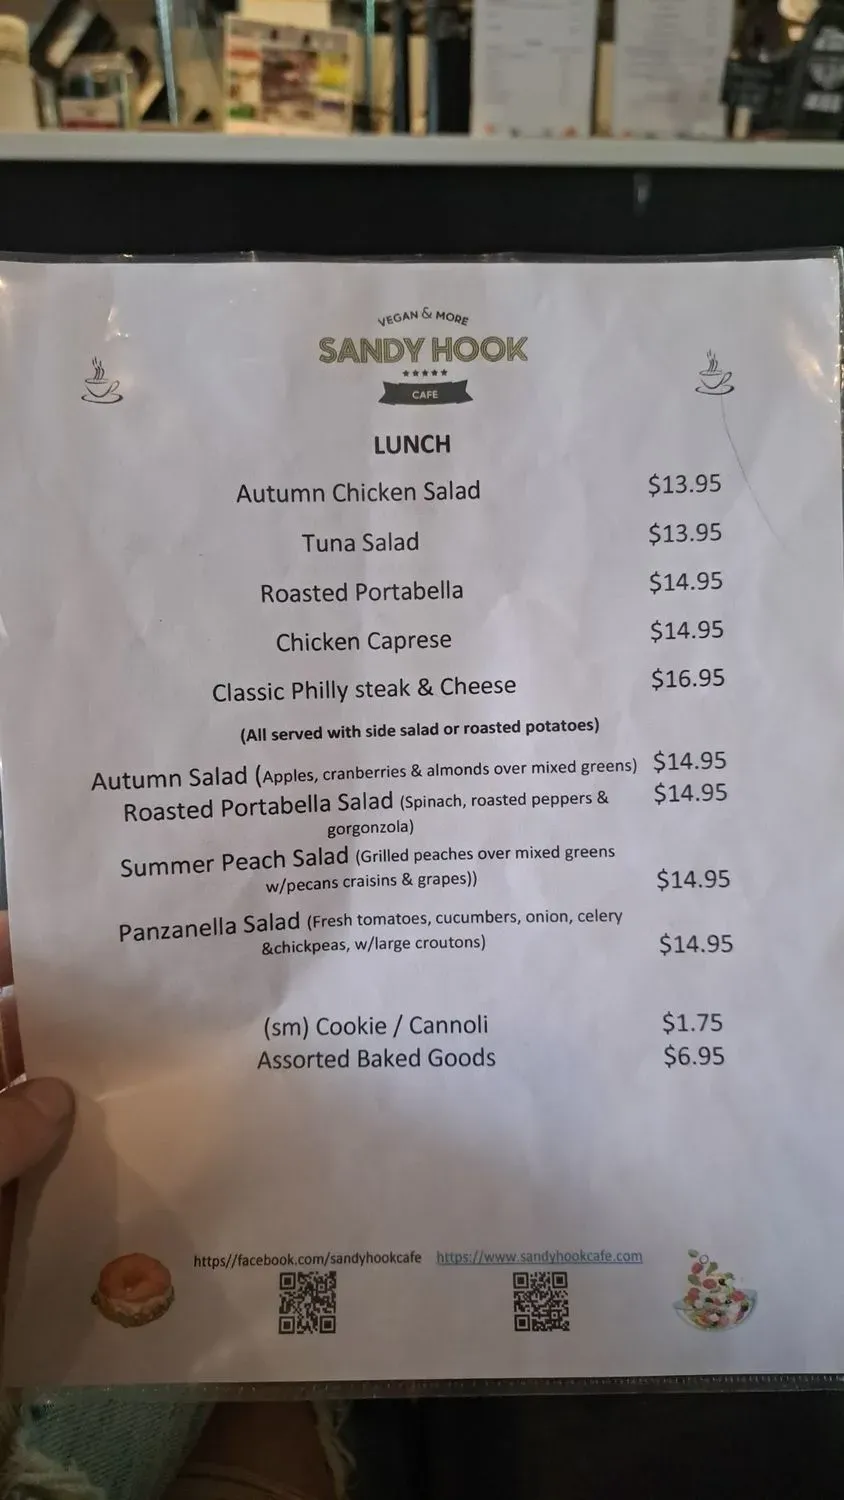 VEGAN & MORE
SANDY HOOK
CAFE
LUNCH
Autumn Chicken Salad $13.95
Tuna Salad $13.95
Roasted Portabella $14.95
Chicken Caprese $14.95
Classic Philly steak & Cheese $16.95
(All served with side salad or roasted potatoes)
Autumn Salad (Apples, cranberries & almonds over mixed greens) $14.95
Roasted Portabella Salad (Spinach, roasted peppers & $14.95
gorgonzola)
Summer Peach Salad (Grilled peaches over mixed greens
w/pecans craisins & grapes)) $14.95
Panzanella Salad (Fresh tomatoes, cucumbers, onion, celery
&chickpeas, w/large croutons) $14.95
(sm) Cookie / Cannoli $1.75
Assorted Baked Goods $6.95
https//facebook.com/sandyhookcafe https://www.sandyhookcafe.com